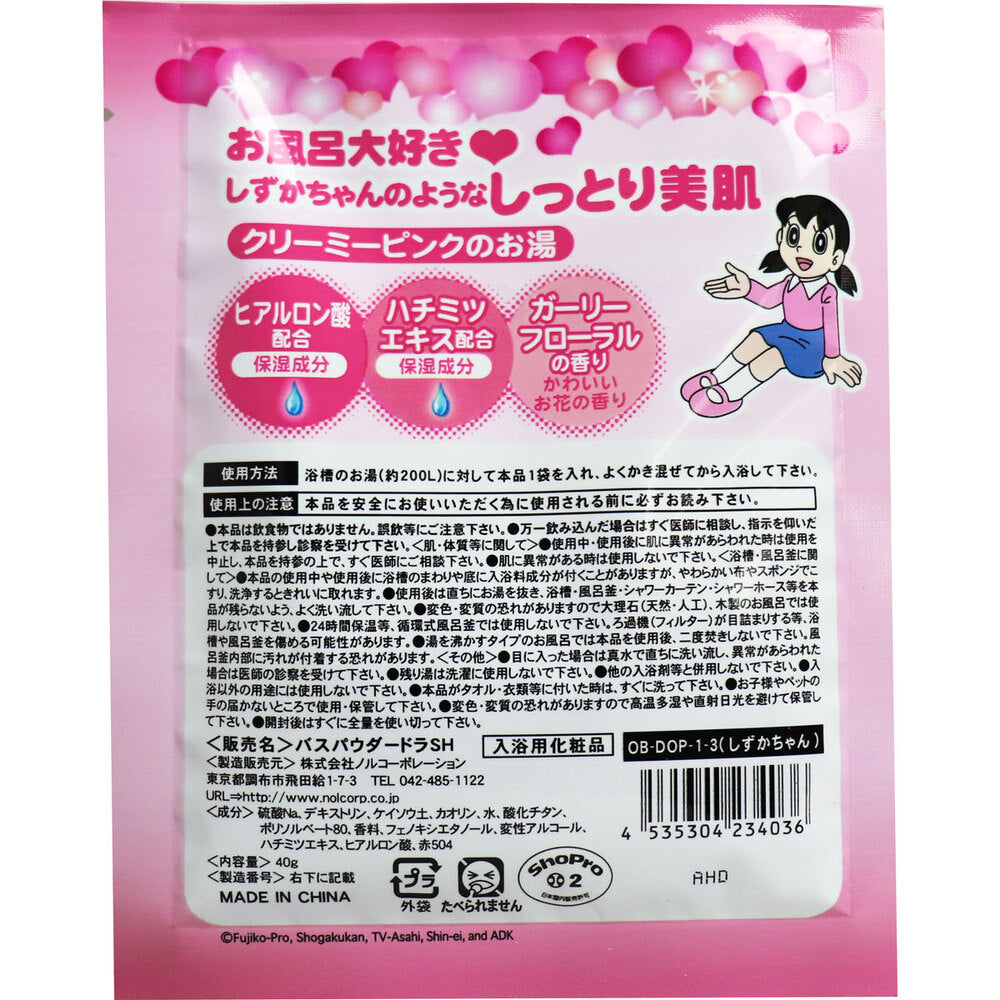 お風呂大好き♥
しずかちゃんのようなしっとり美肌
クリーミーピンクのお湯
ヒアルロン酸
配合
保湿成分
ハチミツ
エキス配合
保湿成分
ガーリー
フローラル
の香り
かわいい
お花の香り
使用方法 浴槽のお湯(約200L)に対して本品1袋を入れ、よくかき混ぜてから入浴して下さい。
使用上の注意 本品を安全にお使いいただく為に使用される前に必ずお読み下さい。
●本品は飲食物ではありません。誤飲等にご注意下さい。●万一飲み込んだ場合はすぐ医師に相談し、指示を仰いだ
上で本品を持参し診察を受けて下さい。<肌・体質等に関して>●使用中・使用後に肌に異常があらわれた時は使用を
中止し、本品を持参の上で、すぐ医師にご相談下さい。●肌に異常がある時は使用しないで下さい。<浴槽・風呂釜に関
して>●本品の使用中や使用後に浴槽のまわりや底に入浴料成分が付くことがありますが、やわらかい布やスポンジでこ
すり、洗浄するときれいに取れます。●使用後は直ちにお湯を抜き、浴槽・風呂釜・シャワーカーテン・シャワーホース等を本
品が残らないよう、よく洗い流して下さい。●変色・変質の恐れがありますので大理石(天然・人工)、木製のお風呂では使
用しないで下さい。●24時間保温等、循環式風呂釜では使用しないで下さい。ろ過機(フィルター)が目詰まりする等、浴
槽や風呂釜を傷める可能性があります。●湯を沸かすタイプのお風呂では本品を使用後、二度焚きしないで下さい。風
呂釜内部に汚れが付着する恐れがあります。<その他>●目に入った場合は真水で直ちに洗い流し、異常があらわれた
場合は医師の診察を受けて下さい。●残り湯は洗濯に使用しないで下さい。●他の入浴剤等と併用しないで下さい。●入
浴以外の用途には使用しないで下さい。●本品がタオル・衣類等に付いた時は、すぐに洗って下さい。●お子様やペットの
手の届かないところで使用・保管して下さい。●変色・変質の恐れがありますので高温多湿や直射日光を避けて保管し
て下さい。●開封後はすぐに全量を使い切って下さい。
<販売名>バスパウダードラSH 入浴用化粧品 OB-DOP-1-3(しずかちゃん)
<製造販売元> 株式会社ノルコーポレーション
東京都調布市飛田給1-7-3 TEL 042-485-1122
URL⇒http://www.nolcorp.co.jp
<成分> 硫酸Na、デキストリン、ケイソウ土、カオリン、水、酸化チタン、
ポリソルベート80、香料、フェノキシエタノール、変性アルコール、
ハチミツエキス、ヒアルロン酸、赤504
4 535304 234036
<内容量> 40g
<製造番号> 右下に記載
MADE IN CHINA
プラ
外袋
たべられません
ShoPro
2
日本国内販売許可
AHD
©Fujiko-Pro, Shogakukan, TV-Asahi, Shin-ei, and ADK